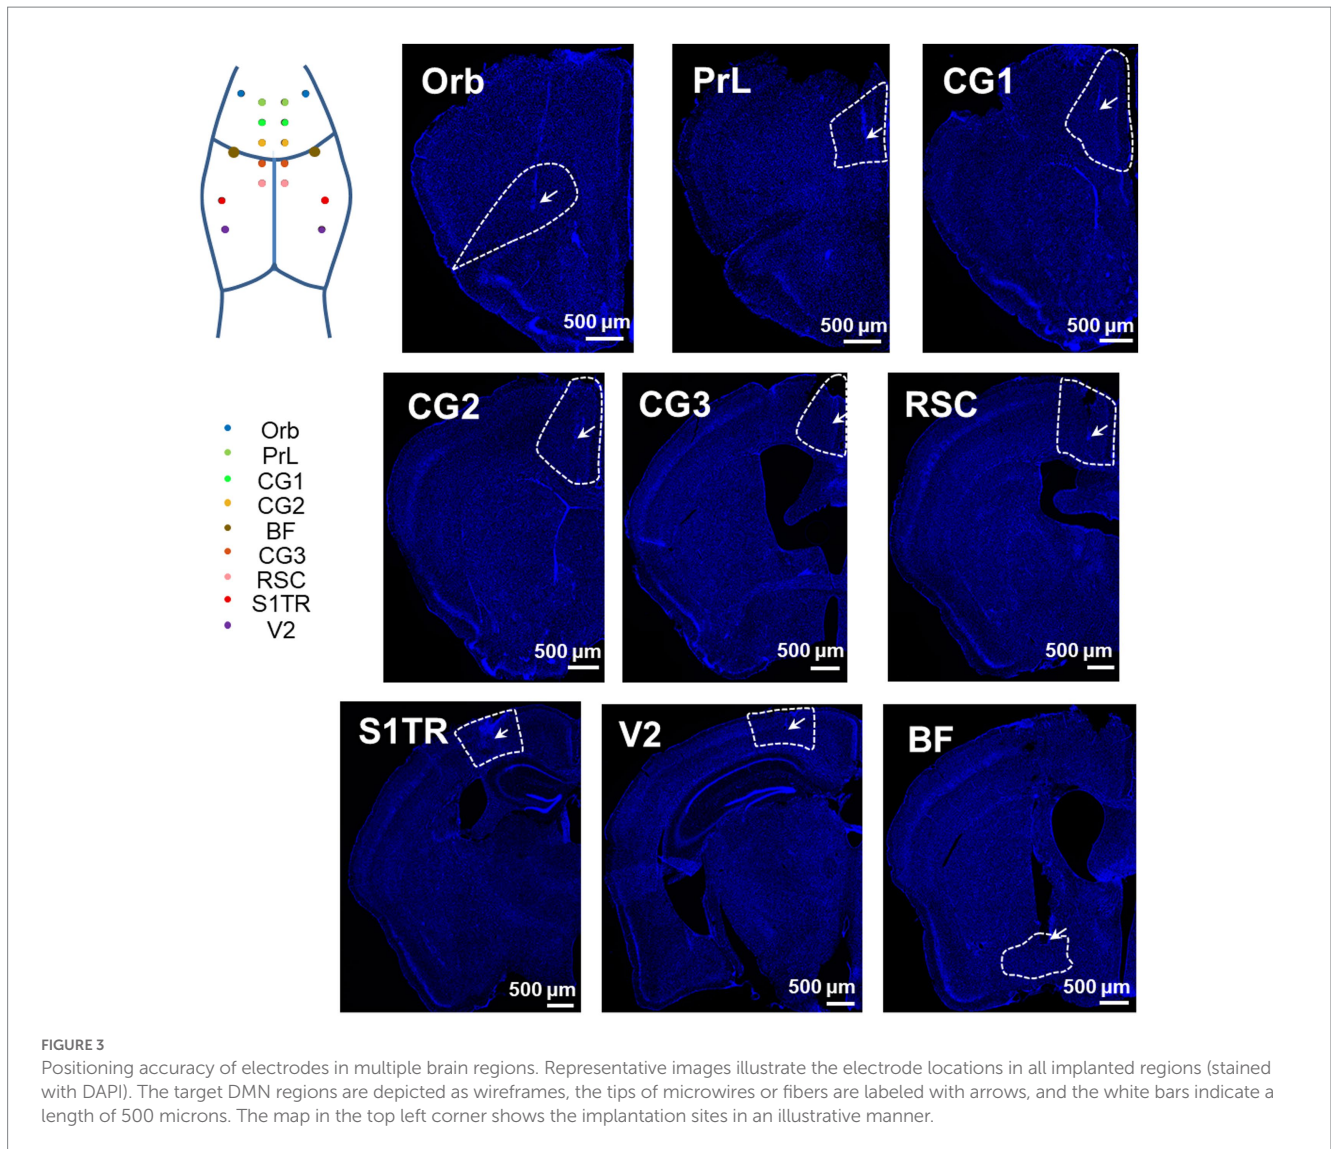 Orb
PrL
CG1
500 µm
500 µm
500 µm
Orb
PrL
CG1
CG2
BF
CG3
RSC
S1TR
V2
CG2
CG3
RSC
500 µm
500 µm
500 µm
S1TR
V2
BF
500 µm
500 µm
500 µm
FIGURE 3
Positioning accuracy of electrodes in multiple brain regions. Representative images illustrate the electrode locations in all implanted regions (stained
with DAPI). The target DMN regions are depicted as wireframes, the tips of microwires or fibers are labeled with arrows, and the white bars indicate a
length of 500 microns. The map in the top left corner shows the implantation sites in an illustrative manner.